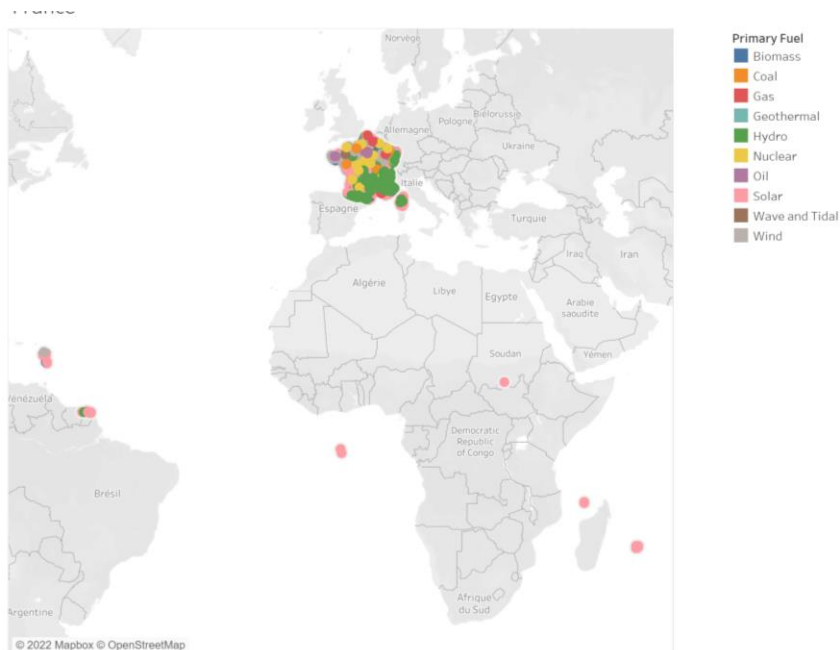 France
Primary Fuel
Biomass
Coal
Gas
Geothermal
Hydro
Nuclear
Oil
Solar
Wave and Tidal
Wind
Norvège
Biélorussie
Pologne
Allemagne
Ukraine
Italie
Espagne
Turquie
Iraq
Iran
Algérie
Libye
Egypte
Arabie
saoudite
Soudan
Yémen
Venezuela
Democratic
Republic
of Congo
Brésil
Afrique
du Sud
Argentine
© 2022 Mapbox © OpenStreetMap